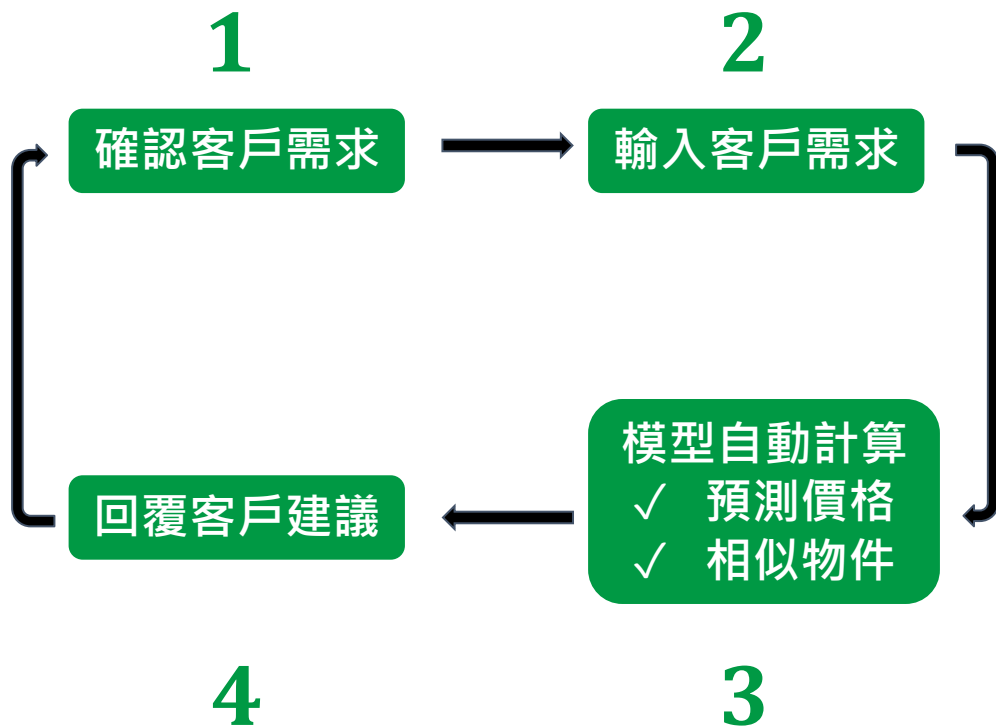 1
確認客戶需求
2
輸入客戶需求
3
模型自動計算
✓ 預測價格
✓ 相似物件
4
回覆客戶建議